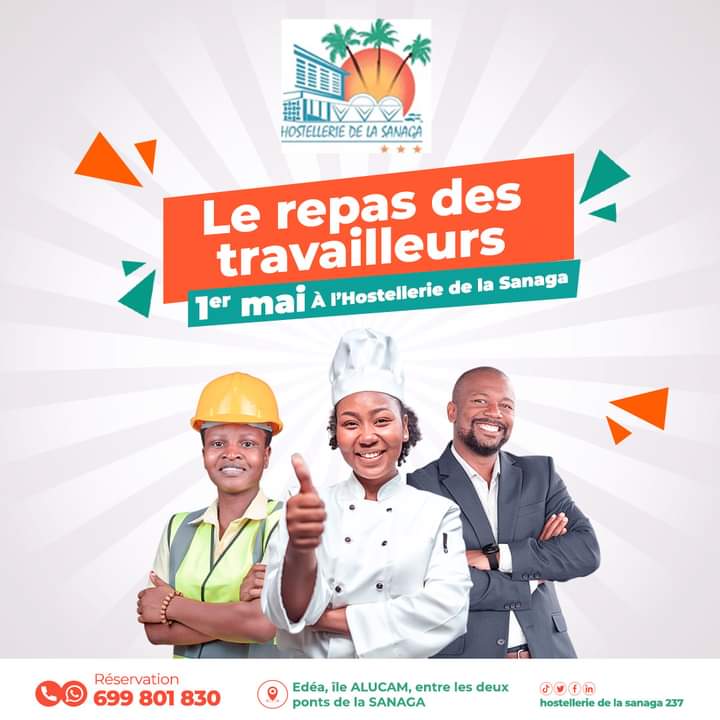 HOSTELLERIE DE LA SANAGA
Le repas des
travailleurs
1er mai À l'Hostellerie de la Sanaga
Réservation
699 801 830
Edéa, île ALUCAM, entre les deux
ponts de la SANAGA
hostellerie de la sanaga 237